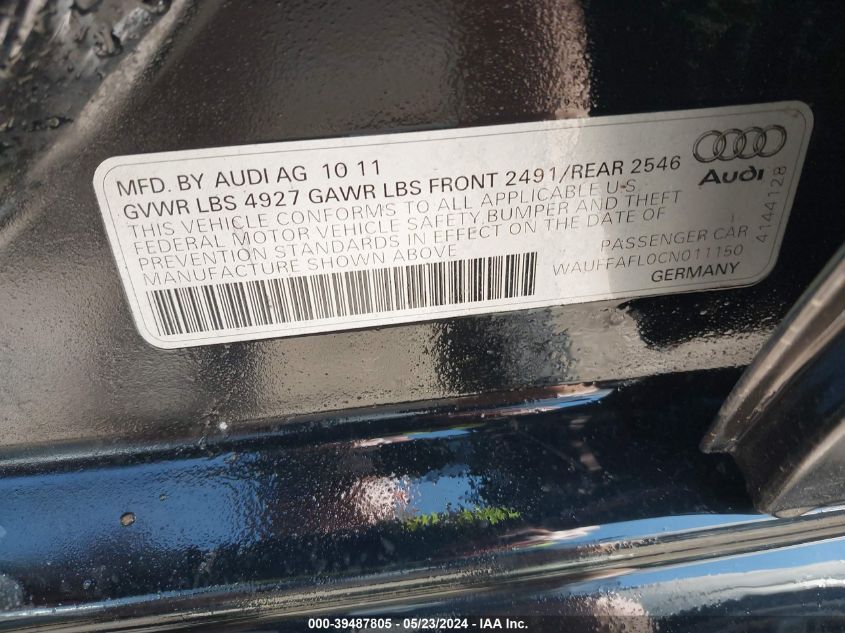 MFD. BY AUDI AG 10 11
GVWR LBS 4927 GAWR LBS FRONT 2491/REAR 2546
THIS VEHICLE CONFORMS TO ALL APPLICABLE U.S.
FEDERAL MOTOR VEHICLE SAFETY, BUMPER AND THEFT
PREVENTION STANDARDS IN EFFECT ON THE DATE OF
MANUFACTURE SHOWN ABOVE
PASSENGER CAR
WAUFFAFL0CN011150
GERMANY
Audi
4144128
000-39487805 - 05/23/2024 - IAA Inc.